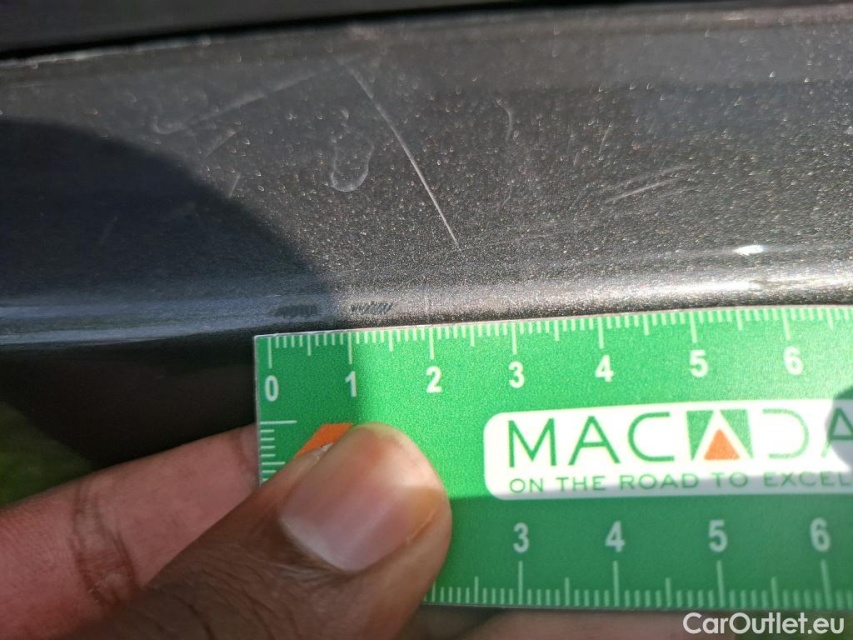 0 1 2 3 4 5 6
MACADA
ON THE ROAD TO EXCEL
3 4 5 6
CarOutlet.eu